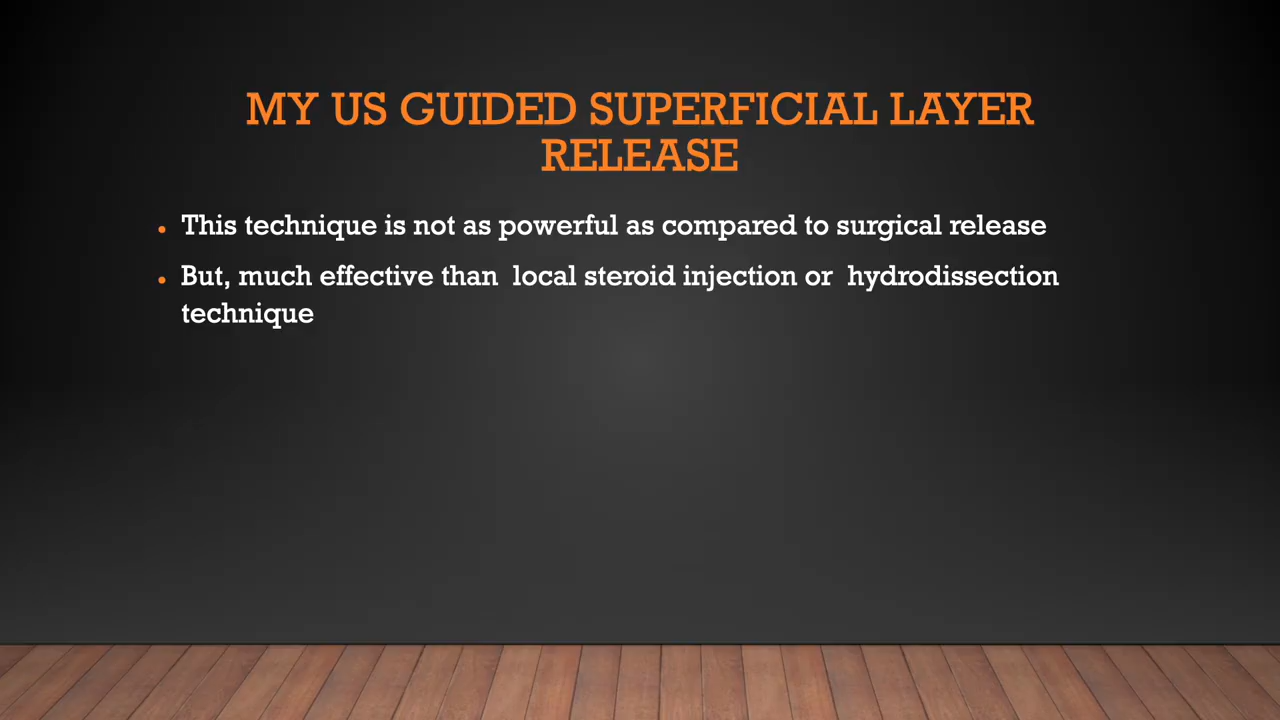 MY US GUIDED SUPERFICIAL LAYER
RELEASE
• This technique is not as powerful as compared to surgical release
• But, much effective than local steroid injection or hydrodissection
technique